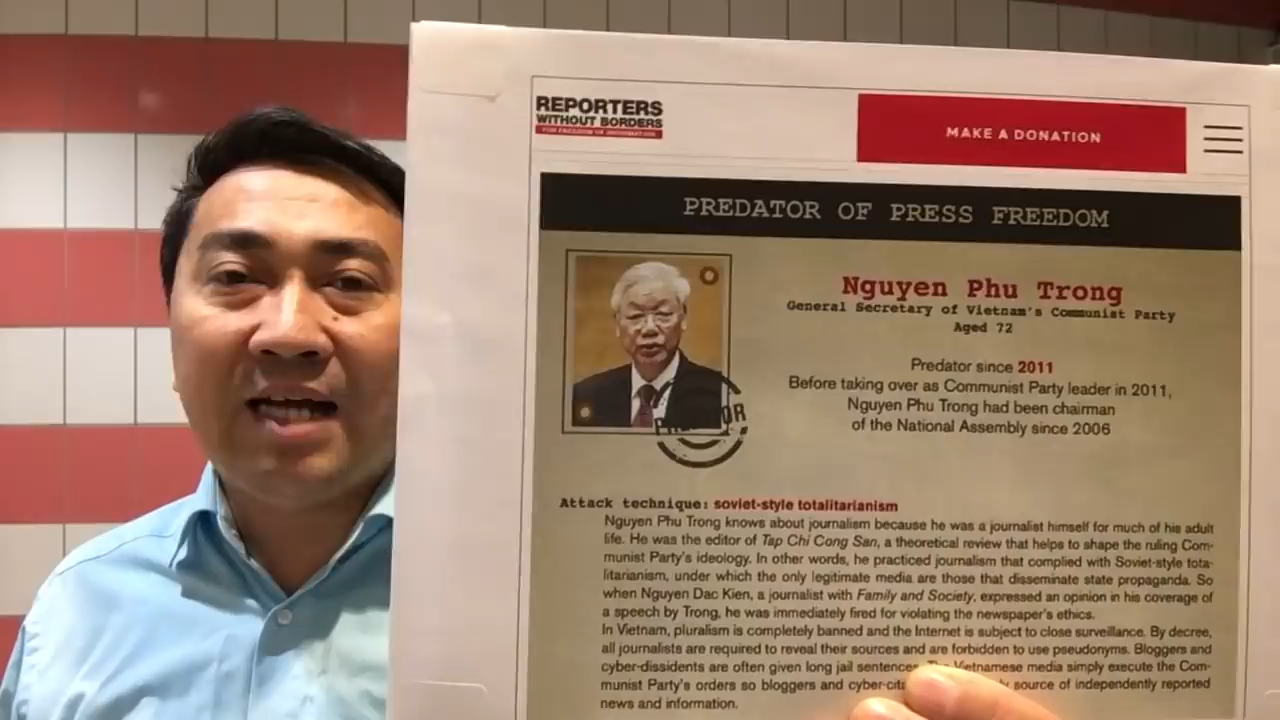 REPORTERS
WITHOUT BORDERS
FOR FREEDOM OF INFORMATION
MAKE A DONATION
PREDATOR OF PRESS FREEDOM
Nguyen Phu Trong
General Secretary of Vietnam's Communist Party
Aged 72
Predator since 2011
Before taking over as Communist Party leader in 2011,
Nguyen Phu Trong had been chairman
of the National Assembly since 2006
PREDATOR
Attack technique: soviet-style totalitarianism
Nguyen Phu Trong knows about journalism because he was a journalist himself for much of his adult
life. He was the editor of Tap Chi Cong San, a theoretical review that helps to shape the ruling Com-
munist Party's ideology. In other words, he practiced journalism that complied with Soviet-style tota-
litarianism, under which the only legitimate media are those that disseminate state propaganda. So
when Nguyen Dac Kien, a journalist with Family and Society, expressed an opinion in his coverage of
a speech by Trong, he was immediately fired for violating the newspaper's ethics.
In Vietnam, pluralism is completely banned and the Internet is subject to close surveillance. By decree,
all journalists are required to reveal their sources and are forbidden to use pseudonyms. Bloggers and
cyber-dissidents are often given long jail sentences. The Vietnamese media simply execute the Com-
munist Party's orders so bloggers and cyber-cit source of independently reported
news and information.